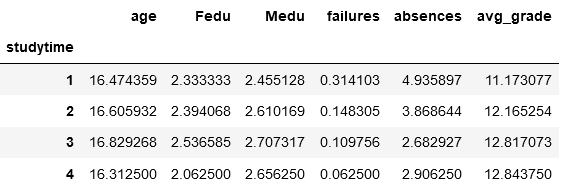 age Fedu Medu failures absences avg_grade
studytime
1 16.474359 2.333333 2.455128 0.314103 4.935897 11.173077
2 16.605932 2.394068 2.610169 0.148305 3.868644 12.165254
3 16.829268 2.536585 2.707317 0.109756 2.682927 12.817073
4 16.312500 2.062500 2.656250 0.062500 2.906250 12.843750